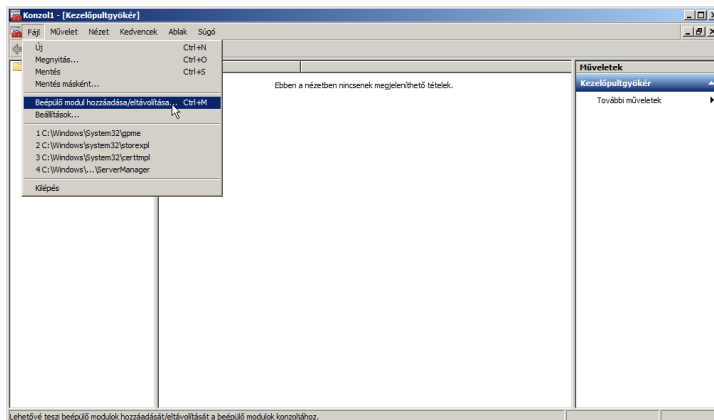 Konzol1 - [Kezelőpultgyökér]
Fájl Művelet Nézet Kedvencek Ablak Súgó
Új Ctrl+N
Megnyitás... Ctrl+O
Mentés Ctrl+S
Mentés másként...
Beépülő modul hozzáadása/eltávolítása... Ctrl+M
Beállítások...
1 C:\Windows\System32\gpme
2 C:\Windows\system32\storexpl
3 C:\Windows\System32\certtmpl
4 C:\Windows\...\ServerManager
Kilépés
Ebben a nézetben nincsenek megjeleníthető tételek.
Műveletek
Kezelőpultgyökér
További műveletek
Lehetővé teszi beépülő modulok hozzáadását/eltávolítását a beépülő modulok konzoljához.